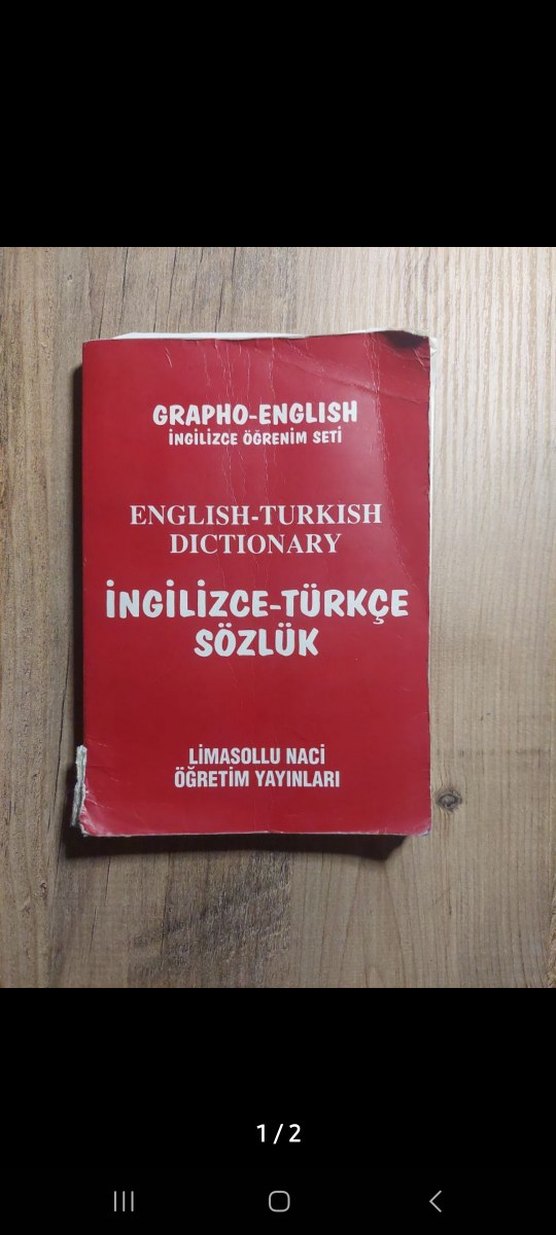 GRAPHO-ENGLISH
İNGİLİZCE ÖĞRENİM SETİ
ENGLISH-TURKISH
DICTIONARY
İNGİLİZCE-TÜRKÇE
SÖZLÜK
LİMASOLLU NACİ
ÖĞRETİM YAYINLARI
1 / 2